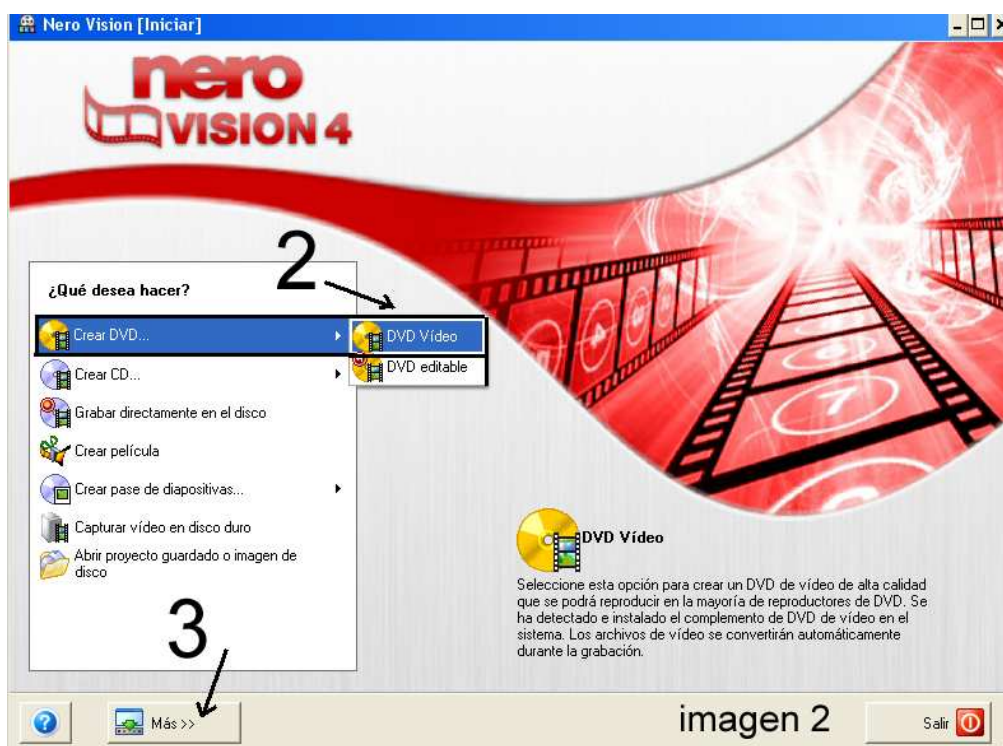 Nero Vision [Iniciar]
nero
VISION 4
2
¿Qué desea hacer?
Crear DVD...
DVD Vídeo
DVD editable
Crear CD...
Grabar directamente en el disco
Crear película
Crear pase de diapositivas...
Capturar vídeo en disco duro
Abrir proyecto guardado o imagen de
disco
3
DVD Vídeo
Seleccione esta opción para crear un DVD de vídeo de alta calidad
que se podrá reproducir en la mayoría de reproductores de DVD. Se
ha detectado e instalado el complemento de DVD de vídeo en el
sistema. Los archivos de vídeo se convertirán automáticamente
durante la grabación.
Más >>
imagen 2
Salir